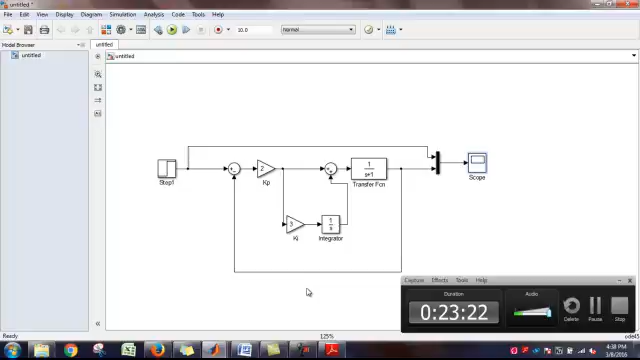 untitled *
File Edit View Display Diagram Simulation Analysis Code Tools Help
10.0
normal
Model Browser
untitled
untitled
untitled
Step1
2
Kp
1
s+1
Transfer Fcn
Scope
3
Ki
1
s
Integrator
Capture Effects Tools Help
Duration
0:23:22
Audio
Delete
Pause
Stop
Ready
125%
ode45
4:38 PM
3/8/2016